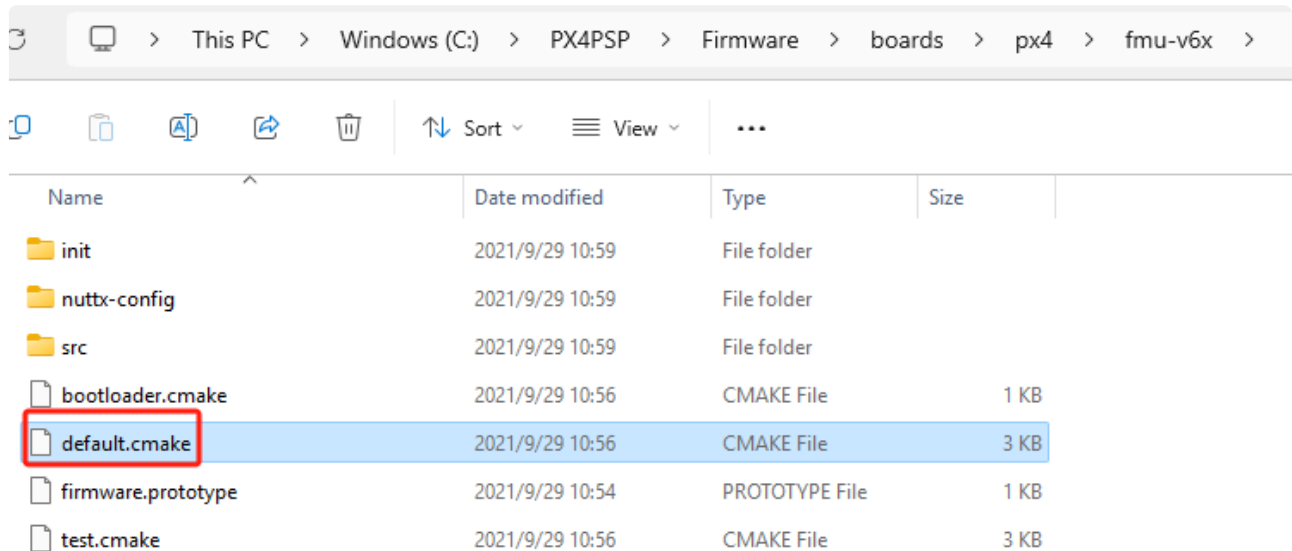 This PC > Windows (C:) > PX4PSP > Firmware > boards > px4 > fmu-v6x >
Sort View ...
Name Date modified Type Size
init 2021/9/29 10:59 File folder
nuttx-config 2021/9/29 10:59 File folder
src 2021/9/29 10:59 File folder
bootloader.cmake 2021/9/29 10:56 CMAKE File 1 KB
default.cmake 2021/9/29 10:56 CMAKE File 3 KB
firmware.prototype 2021/9/29 10:54 PROTOTYPE File 1 KB
test.cmake 2021/9/29 10:56 CMAKE File 3 KB